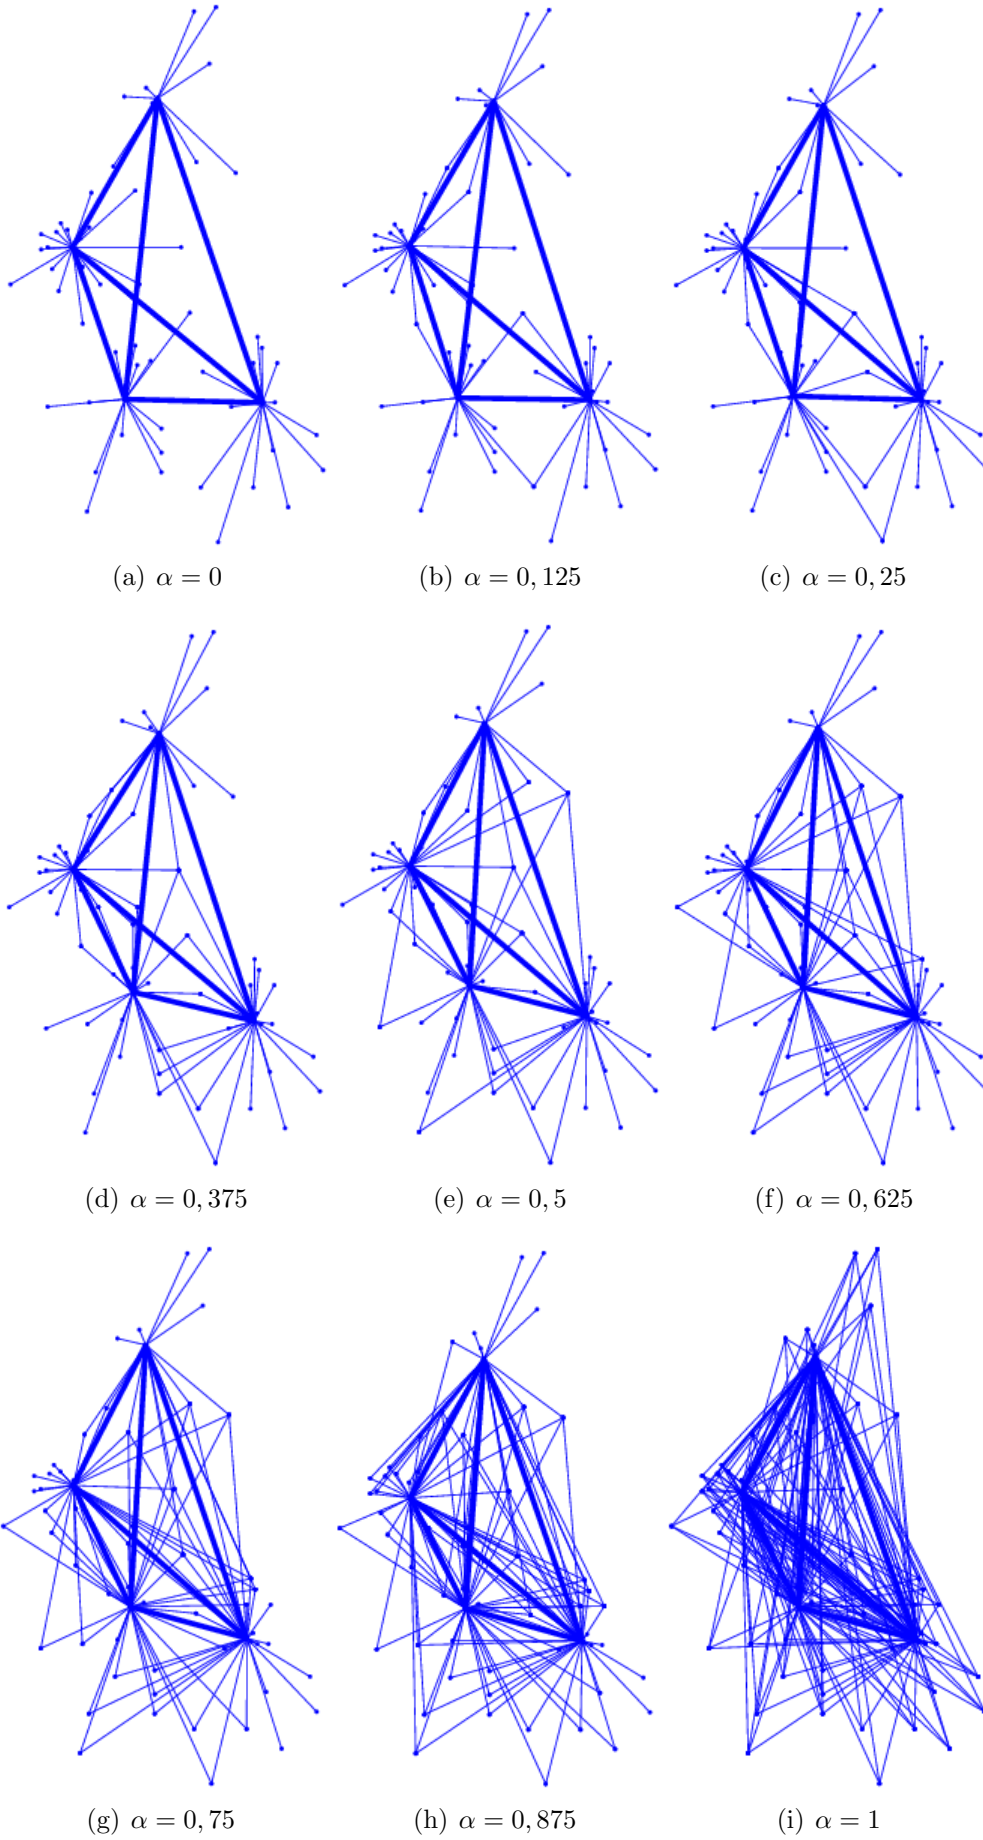 (a) α = 0 (b) α = 0, 125 (c) α = 0, 25
(d) α = 0, 375 (e) α = 0, 5 (f) α = 0, 625
(g) α = 0, 75 (h) α = 0, 875 (i) α = 1